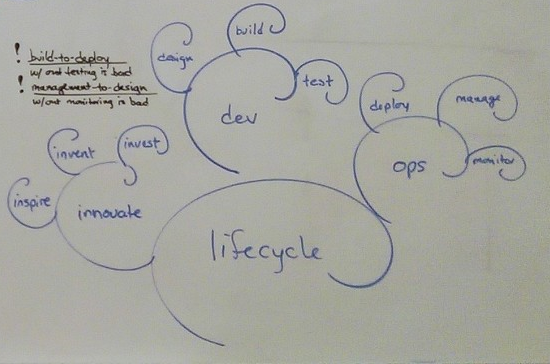 ! build-to-deploy
w/out testing is bad
! management-to-design
w/out monitoring is bad
design
build
test
dev
deploy
manage
monitor
ops
invent
invest
inspire
innovate
lifecycle